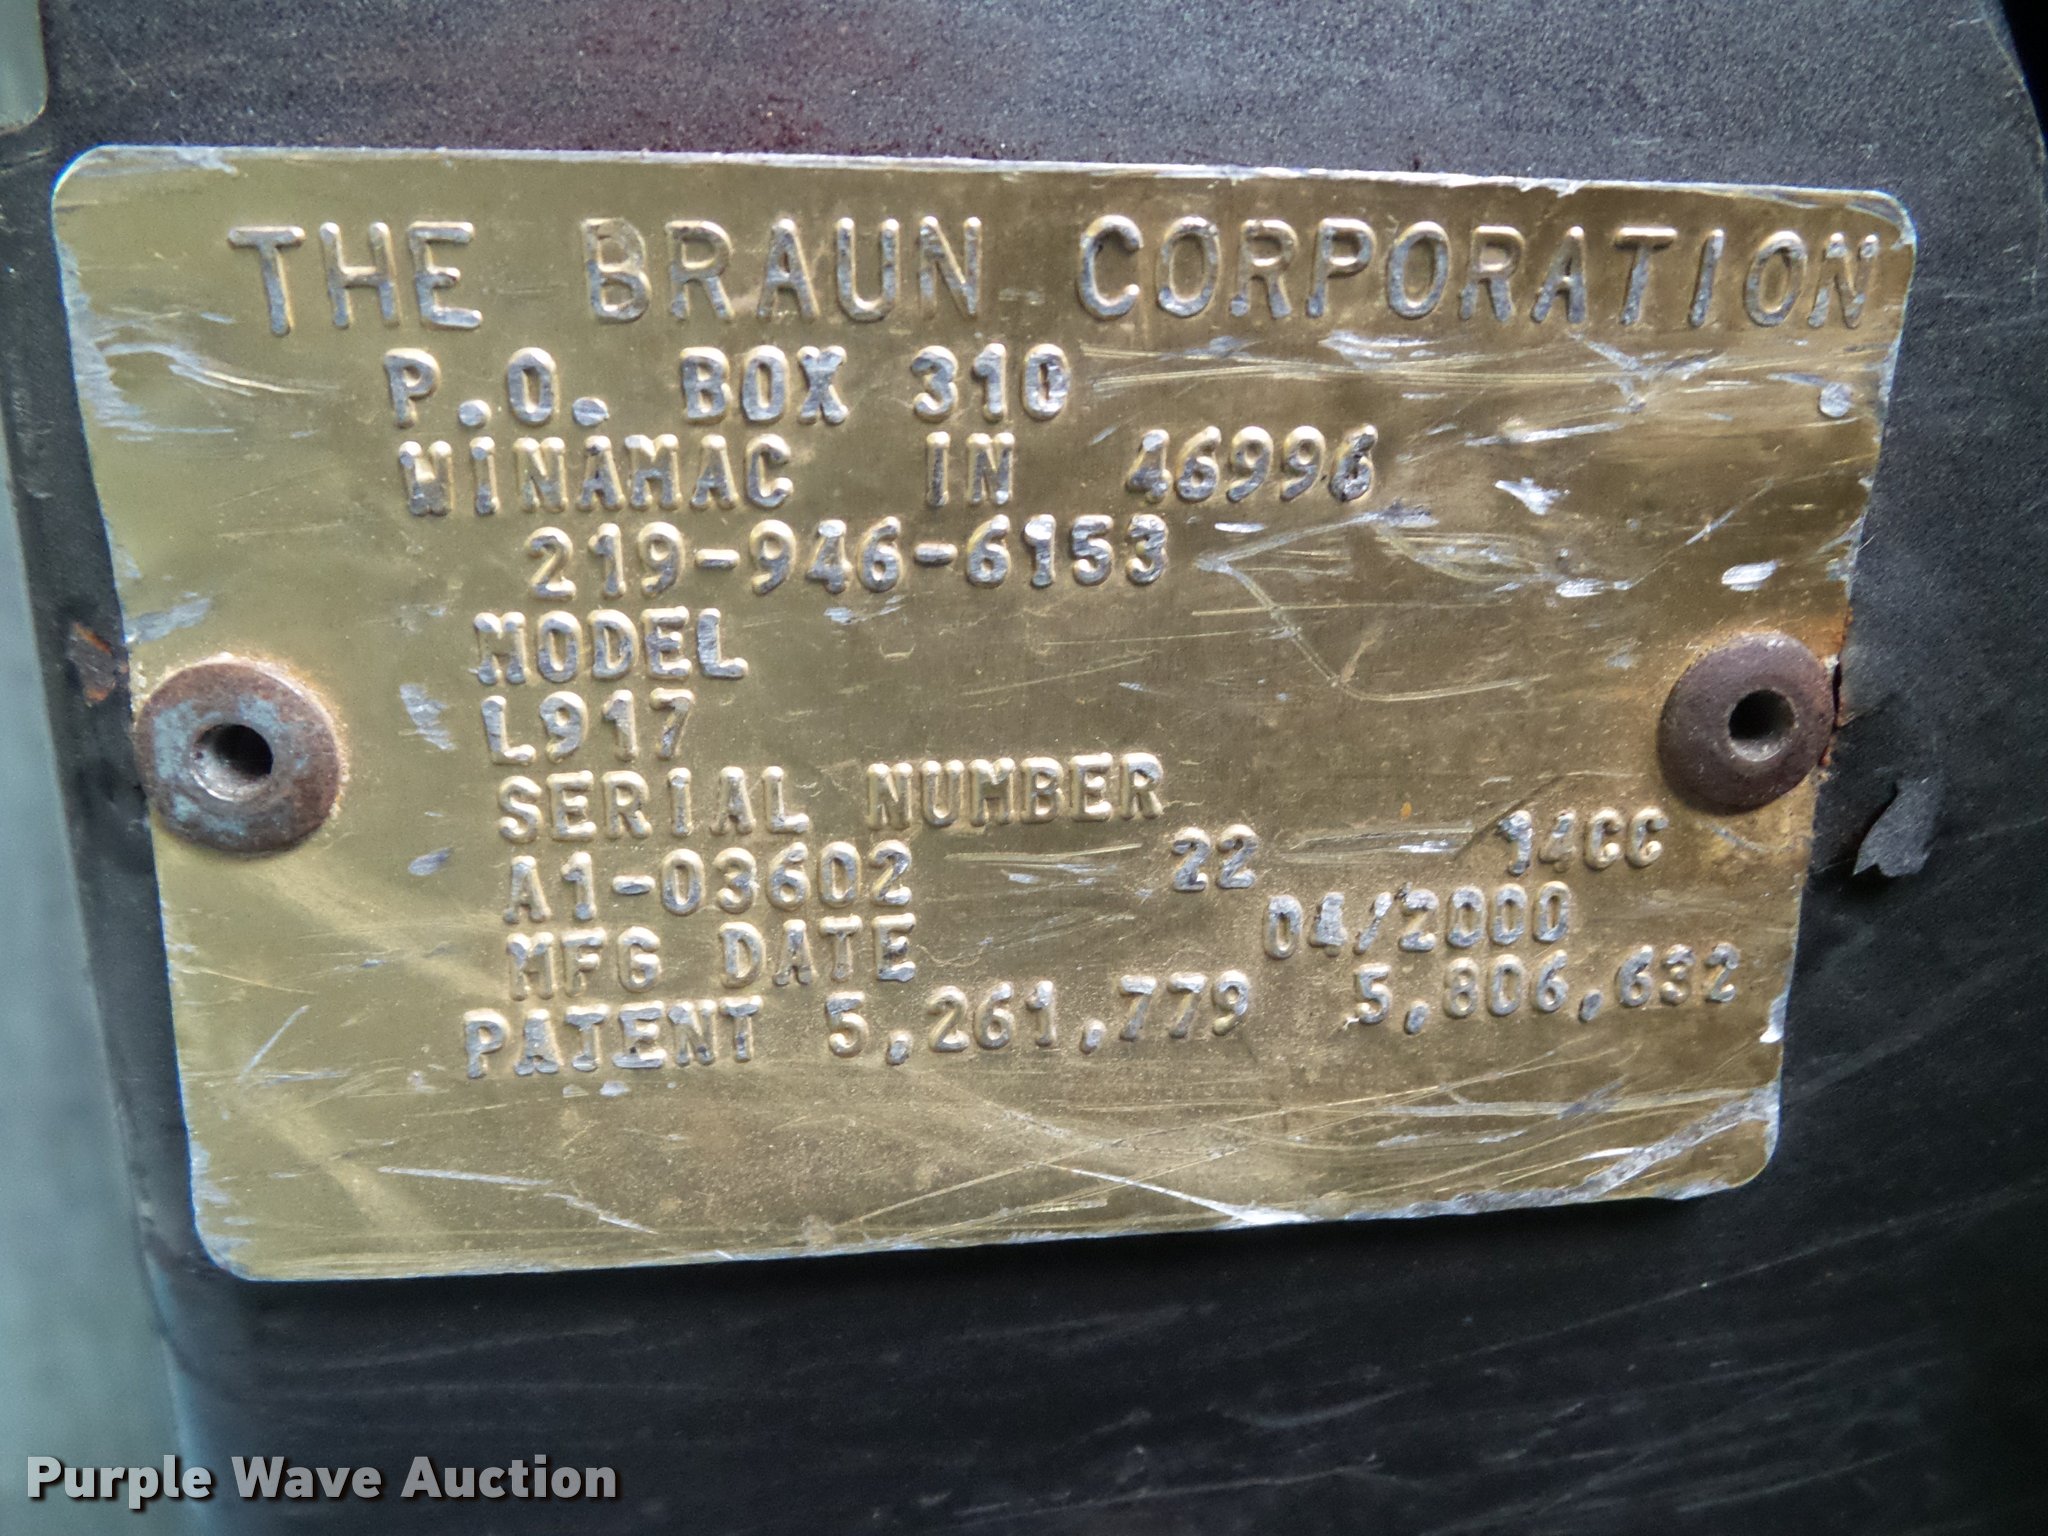 THE BRAUN CORPORATION
P.O. BOX 310
WINAMAC IN 46996
219-946-6153
MODEL
L917
SERIAL NUMBER
A1-03602 22 14CC
MFG DATE 04/2000
PATENT 5,261,779 5,806,632
Purple Wave Auction